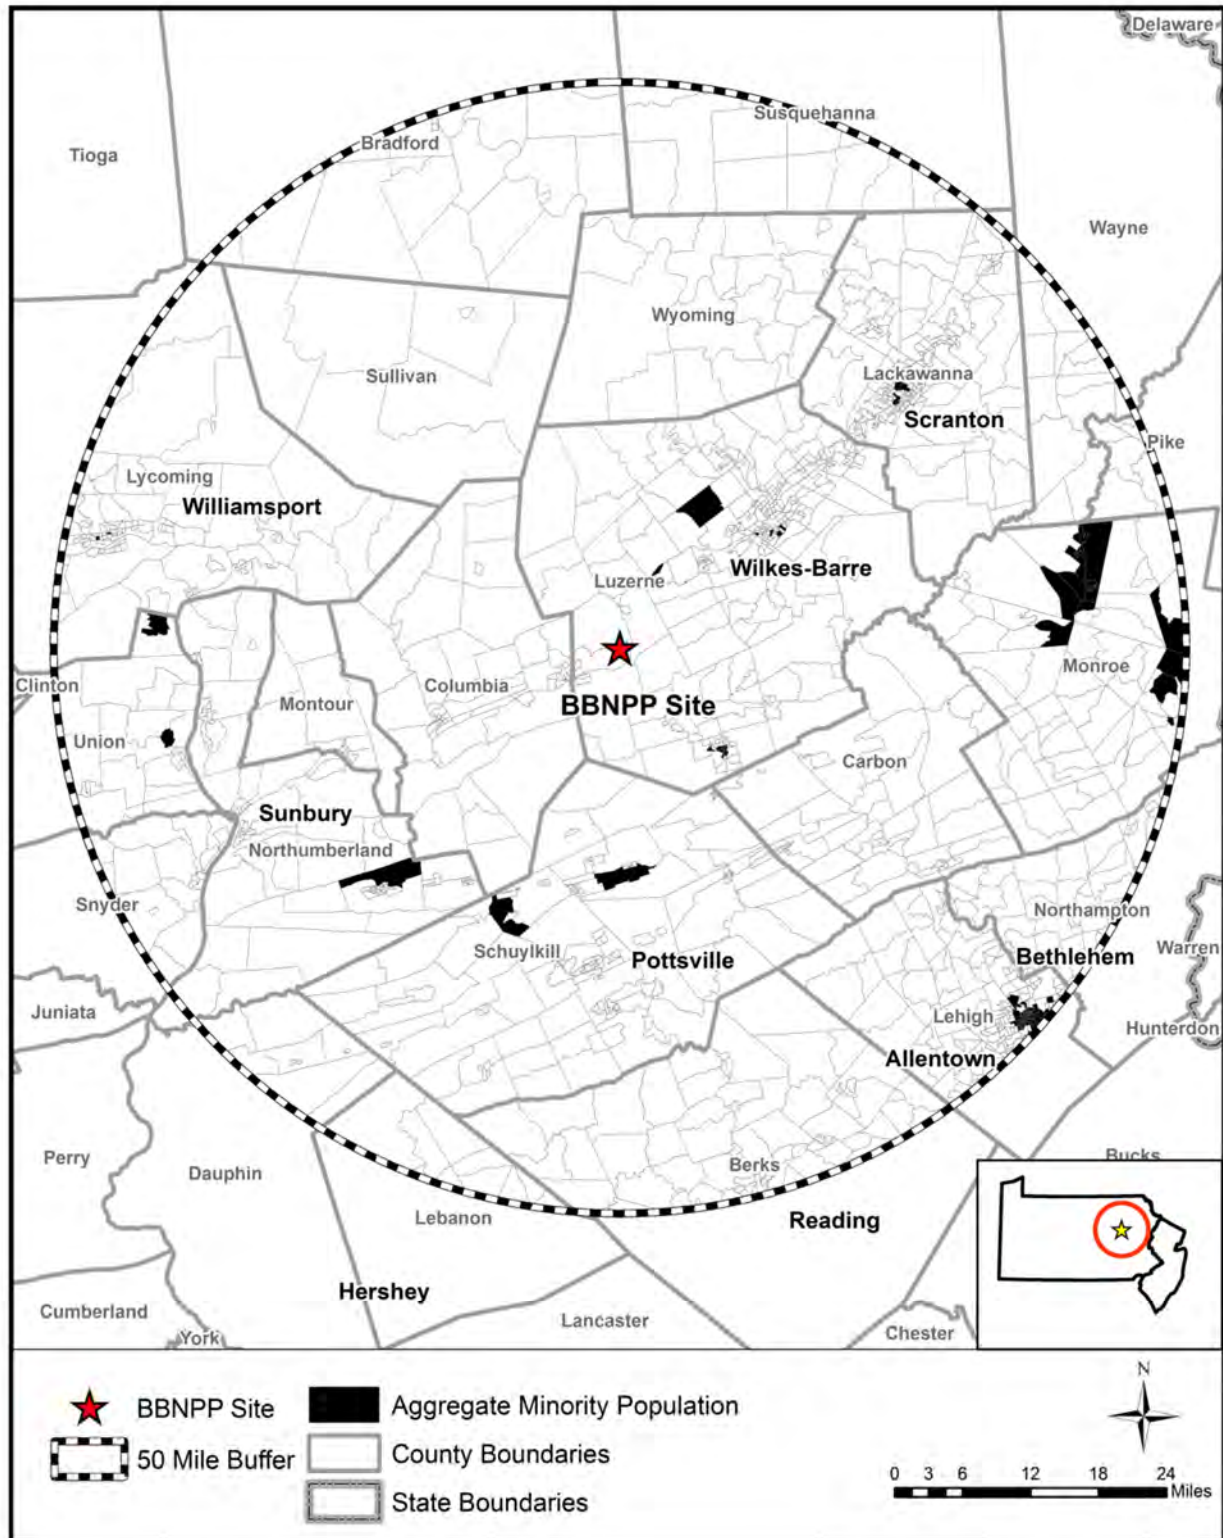 Delaware
Susquehanna
Bradford
Tioga
Wayne
Wyoming
Sullivan
Lackawanna
Scranton
Pike
Lycoming
Williamsport
Wilkes-Barre
Luzerne
Monroe
Clinton
Columbia
Montour
BBNPP Site
Union
Carbon
Sunbury
Northumberland
Snyder
Northampton
Warren
Schuylkill
Pottsville
Bethlehem
Juniata
Lehigh
Hunterdon
Allentown
Perry
Dauphin
Berks
Bucks
Lebanon
Reading
Hershey
Cumberland
York
Lancaster
Chester
BBNPP Site
Aggregate Minority Population
50 Mile Buffer
County Boundaries
State Boundaries
N
0 3 6 12 18 24
Miles